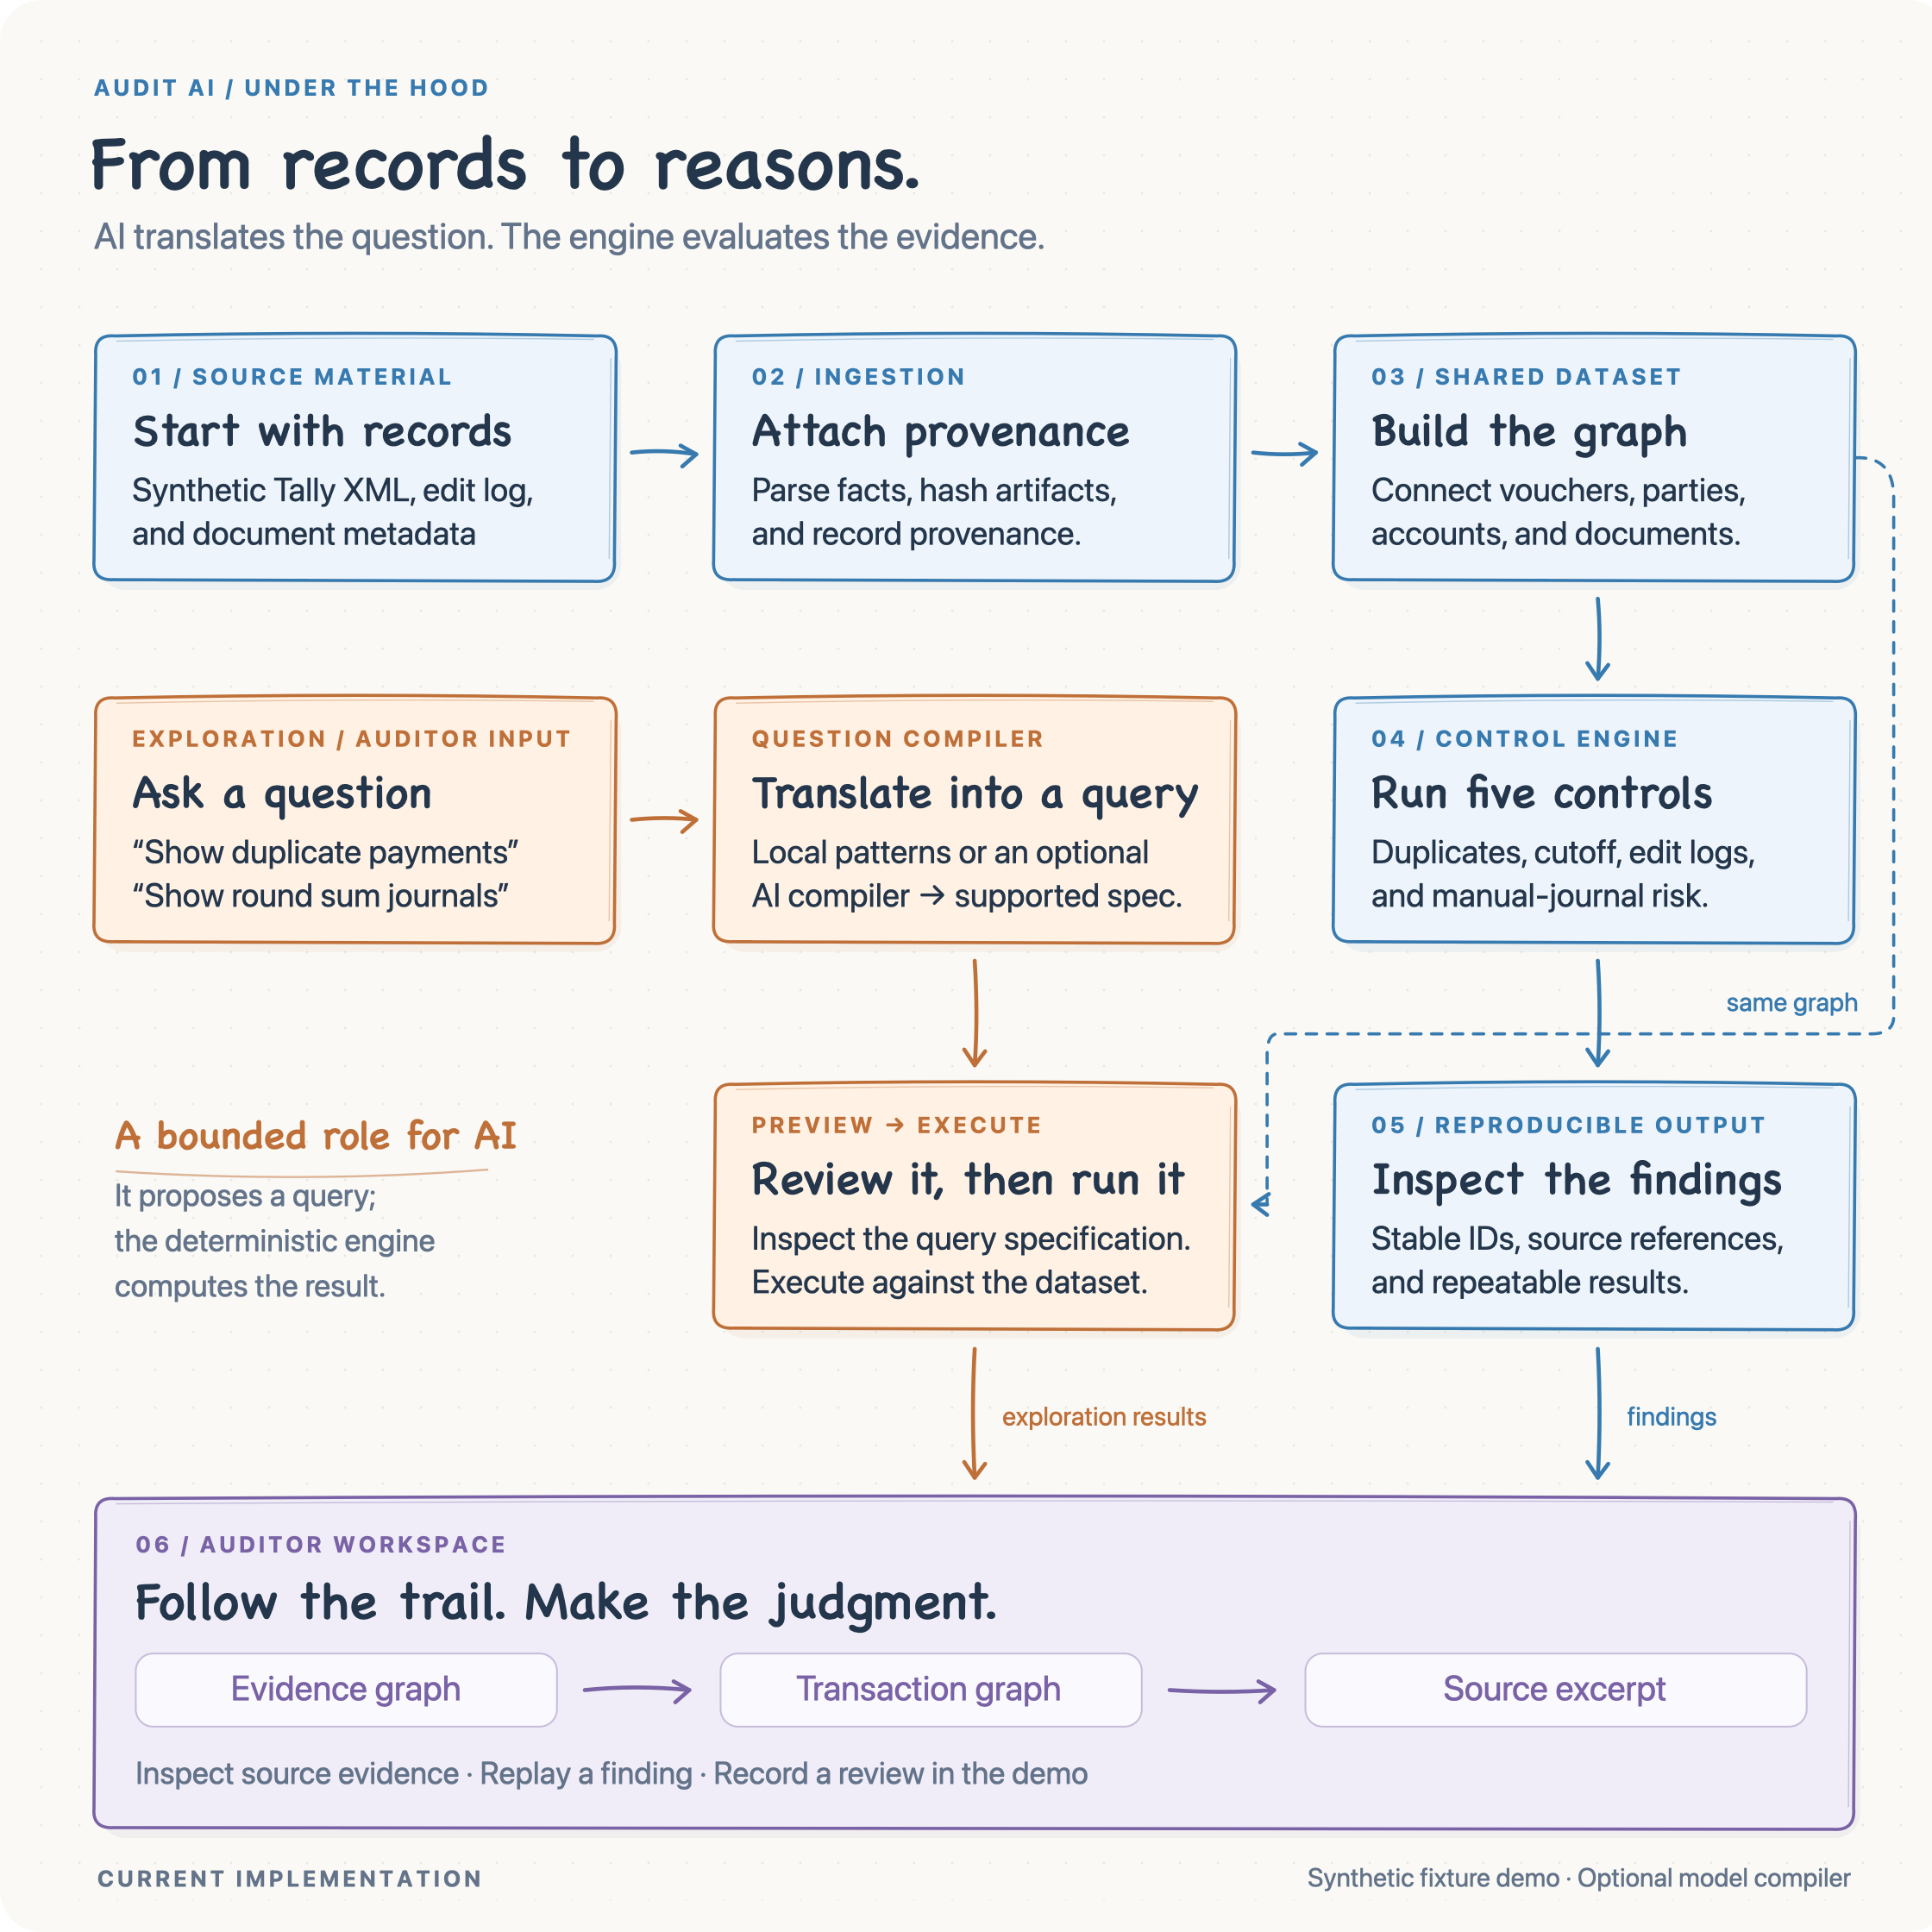 AUDIT AI / UNDER THE HOOD
From records to reasons.
AI translates the question. The engine evaluates the evidence.
01 / SOURCE MATERIAL
Start with records
Synthetic Tally XML, edit log,
and document metadata
02 / INGESTION
Attach provenance
Parse facts, hash artifacts,
and record provenance.
03 / SHARED DATASET
Build the graph
Connect vouchers, parties,
accounts, and documents.
EXPLORATION / AUDITOR INPUT
Ask a question
“Show duplicate payments”
“Show round sum journals”
QUESTION COMPILER
Translate into a query
Local patterns or an optional
AI compiler → supported spec.
04 / CONTROL ENGINE
Run five controls
Duplicates, cutoff, edit logs,
and manual-journal risk.
same graph
A bounded role for AI
It proposes a query;
the deterministic engine
computes the result.
PREVIEW → EXECUTE
Review it, then run it
Inspect the query specification.
Execute against the dataset.
05 / REPRODUCIBLE OUTPUT
Inspect the findings
Stable IDs, source references,
and repeatable results.
exploration results
findings
06 / AUDITOR WORKSPACE
Follow the trail. Make the judgment.
Evidence graph
Transaction graph
Source excerpt
Inspect source evidence · Replay a finding · Record a review in the demo
CURRENT IMPLEMENTATION
Synthetic fixture demo · Optional model compiler